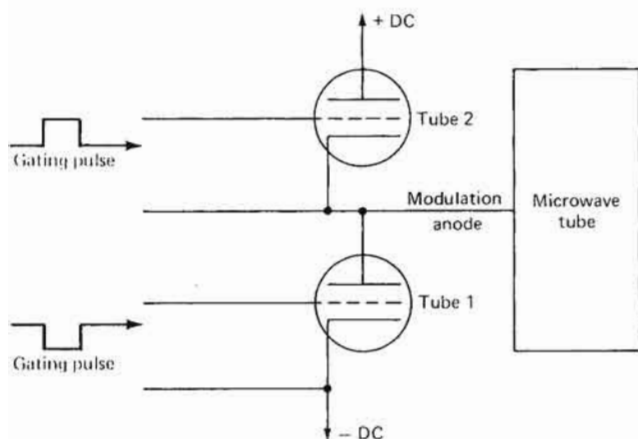 + DC
Tube 2
Gating pulse
Modulation
anode
Microwave
tube
Tube 1
Gating pulse
− DC